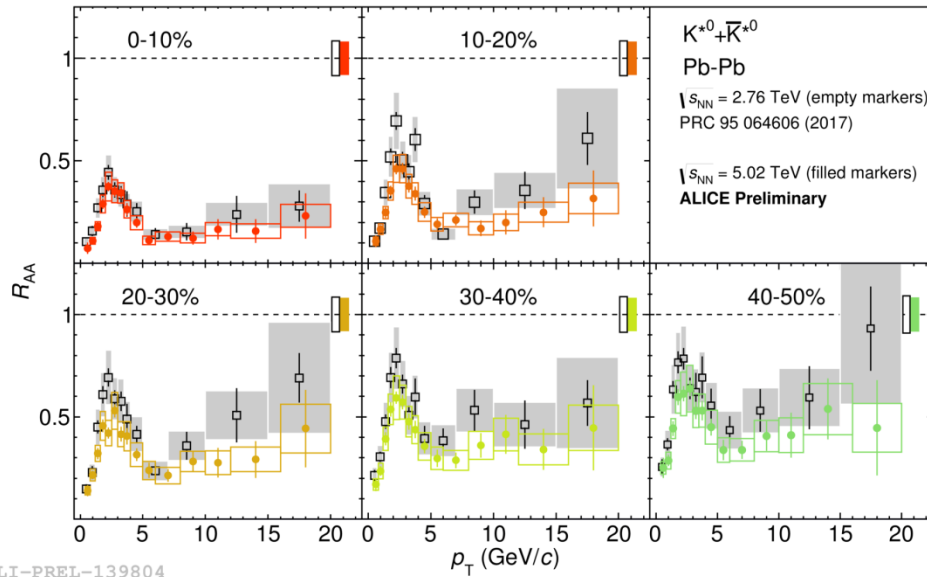 0-10%
10-20%
K*⁰+K̅*⁰
Pb-Pb
√sNN = 2.76 TeV (empty markers)
PRC 95 064606 (2017)
√sNN = 5.02 TeV (filled markers)
ALICE Preliminary
1
0.5
RAA
20-30%
30-40%
40-50%
1
0.5
0 5 10 15 20 0 5 10 15 20 0 5 10 15 20
pT (GeV/c)
LI-PREL-139804